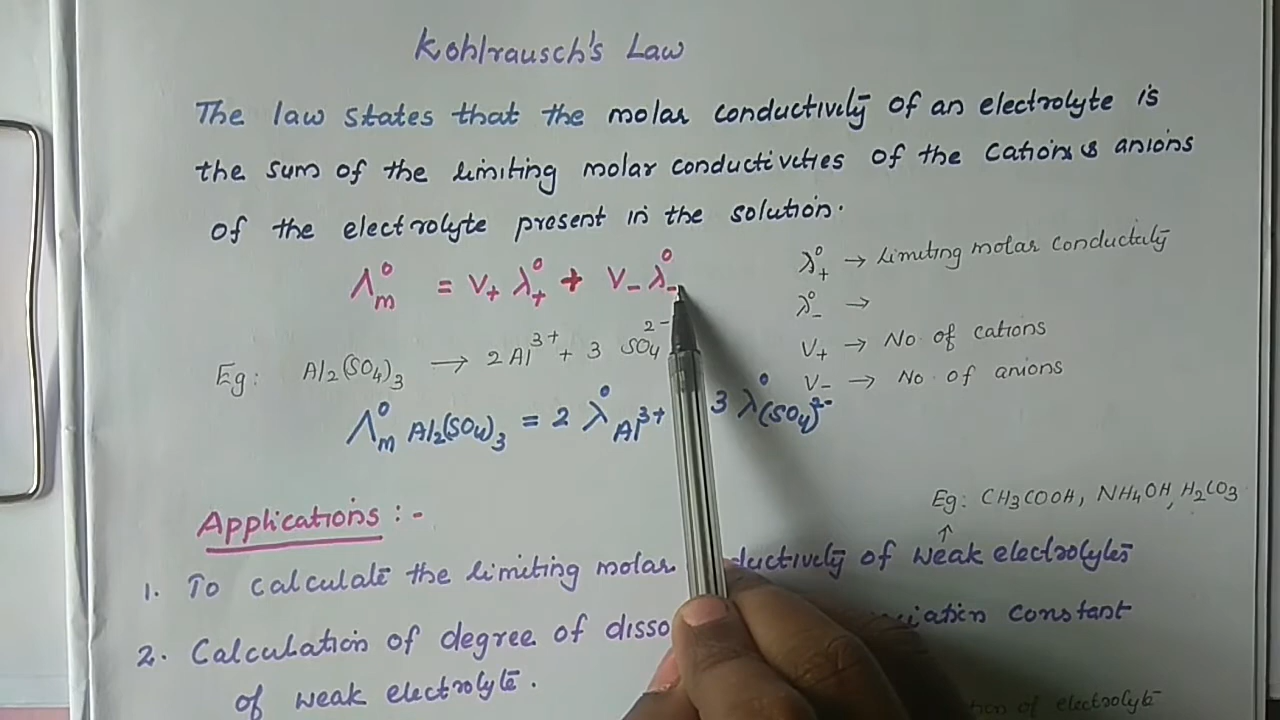 Kohlrausch's Law
The law states that the molar conductivity of an electrolyte is
the sum of the limiting molar conductivities of the cations & anions
of the electrolyte present in the solution.
Λ°m = V+ λ°+ + V- λ°-
λ°+ → limiting molar conductivity
λ°- →
V+ → No of cations
V- → No. of anions
Eg: Al2(SO4)3 → 2Al3+ + 3 SO4 2-
Λ°m Al2(SO4)3 = 2 λ°Al3+ 3 λ°(SO4)2-
Applications :-
Eg: CH3COOH, NH4OH, H2CO3
↑
1. To calculate the limiting molar of weak electrolytes
2. Calculation of degree of constant
of weak electrolyte.
of electrolyte